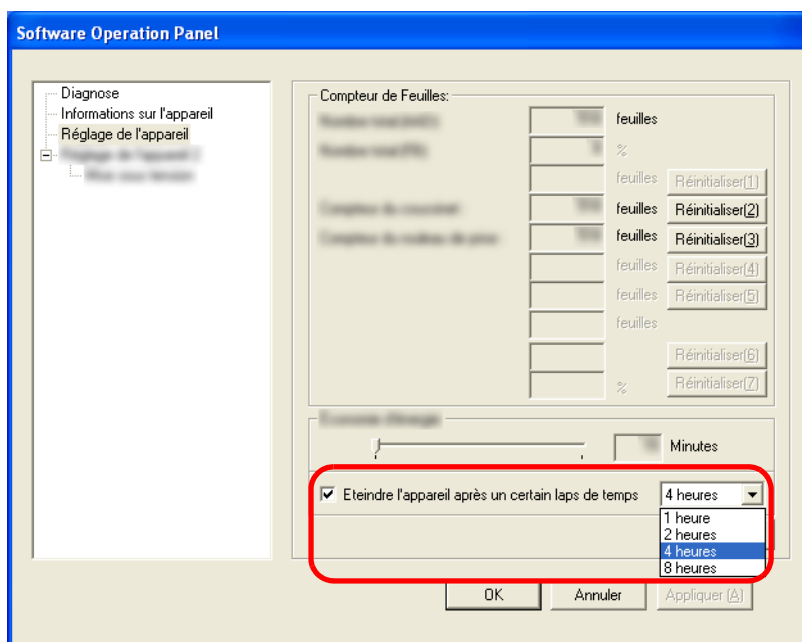 Software Operation Panel
Diagnose
Informations sur l'appareil
Réglage de l'appareil
Compteur de Feuilles:
feuilles
%
feuilles Réinitialiser(1)
feuilles Réinitialiser(2)
feuilles Réinitialiser(3)
feuilles Réinitialiser(4)
feuilles Réinitialiser(5)
feuilles
Réinitialiser(6)
% Réinitialiser(7)
Minutes
Eteindre l'appareil après un certain laps de temps 4 heures
1 heure
2 heures
4 heures
8 heures
OK Annuler Appliquer (A)